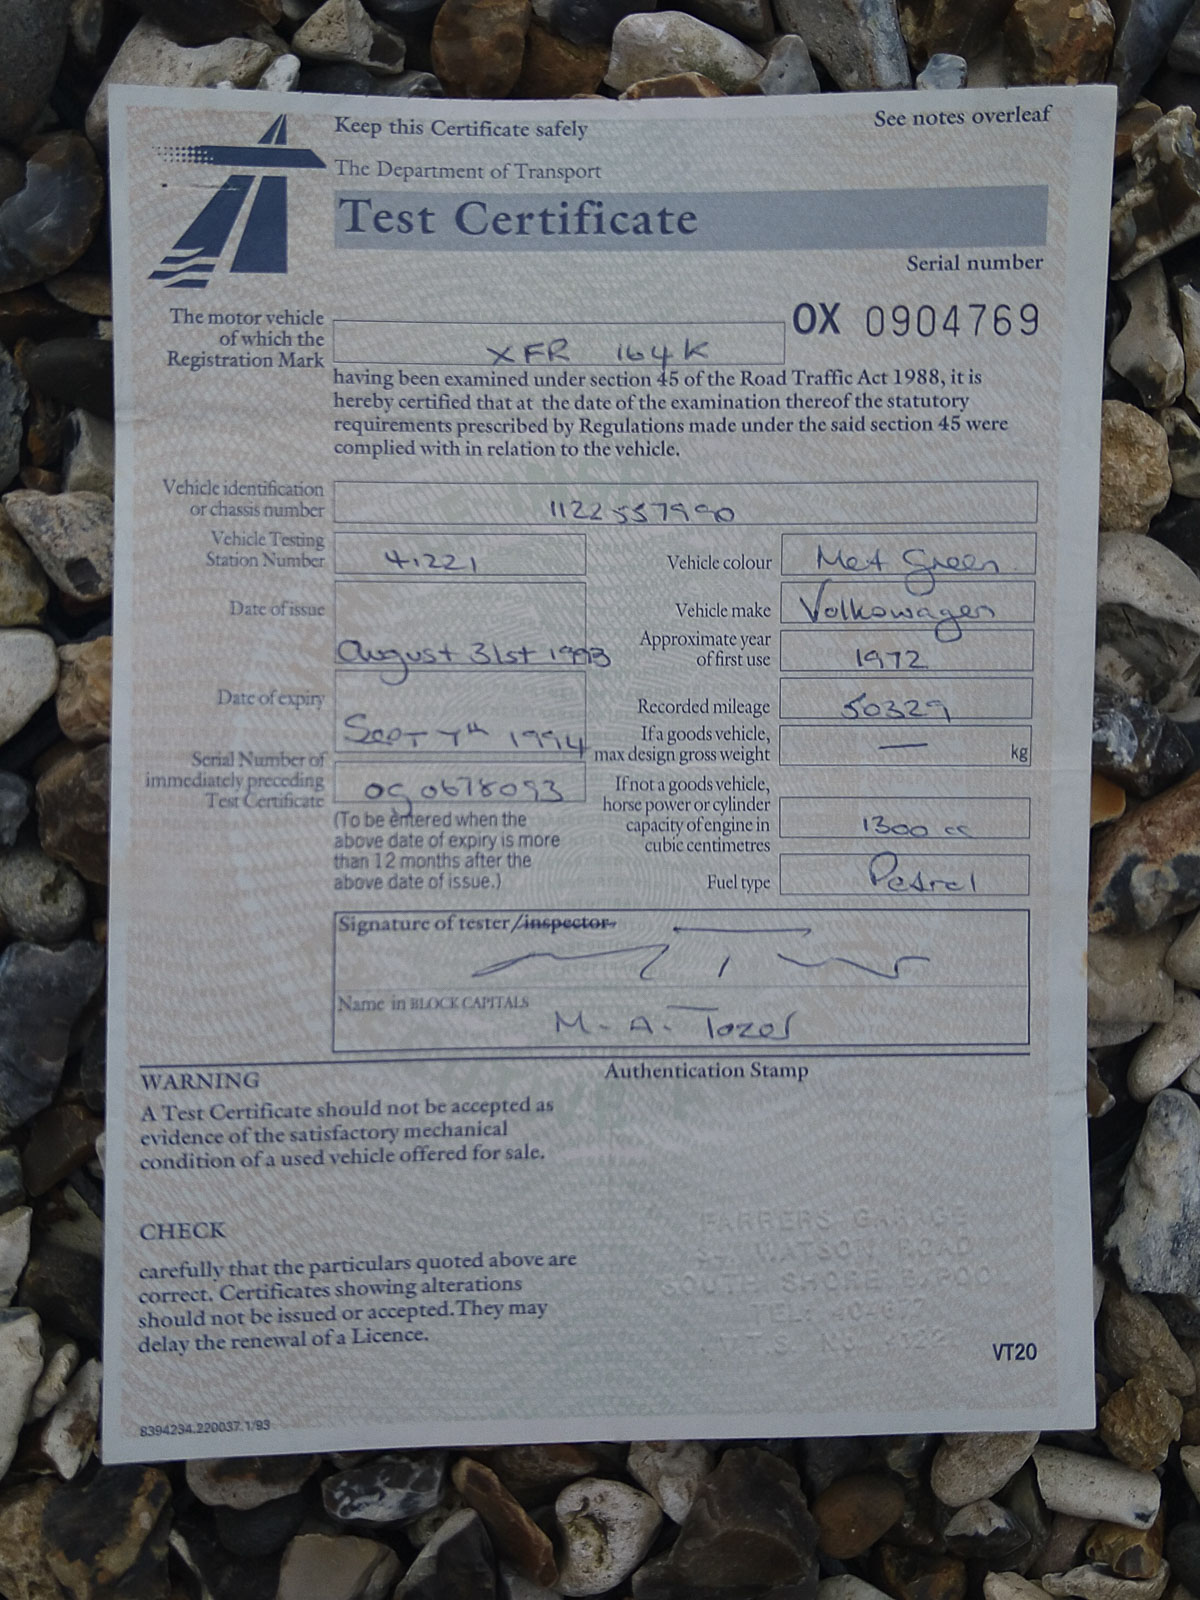 Keep this Certificate safely
See notes overleaf
The Department of Transport
Test Certificate
Serial number
OX 0904769
The motor vehicle
of which the
Registration Mark
XFR 164K
having been examined under section 45 of the Road Traffic Act 1988, it is
hereby certified that at the date of the examination thereof the statutory
requirements prescribed by Regulations made under the said section 45 were
complied with in relation to the vehicle.
Vehicle identification
or chassis number
1122557990
Vehicle Testing
Station Number
41221
Vehicle colour
Met Green
Date of issue
August 31st 1993
Vehicle make
Volkswagen
Approximate year
of first use
1972
Date of expiry
Sept 7th 1994
Recorded mileage
50329
If a goods vehicle,
max design gross weight
— kg
Serial Number of
immediately preceding
Test Certificate
OG 0678093
(To be entered when the
above date of expiry is more
than 12 months after the
above date of issue.)
If not a goods vehicle,
horse power or cylinder
capacity of engine in
cubic centimetres
1300 cc
Fuel type
Petrol
Signature of tester/inspector
Name in BLOCK CAPITALS
M. A. Tozer
Authentication Stamp
WARNING
A Test Certificate should not be accepted as
evidence of the satisfactory mechanical
condition of a used vehicle offered for sale.
CHECK
carefully that the particulars quoted above are
correct. Certificates showing alterations
should not be issued or accepted. They may
delay the renewal of a Licence.
FARRERS GARAGE
WATSON ROAD
SOUTH
VT20
8394234.220037.1/93